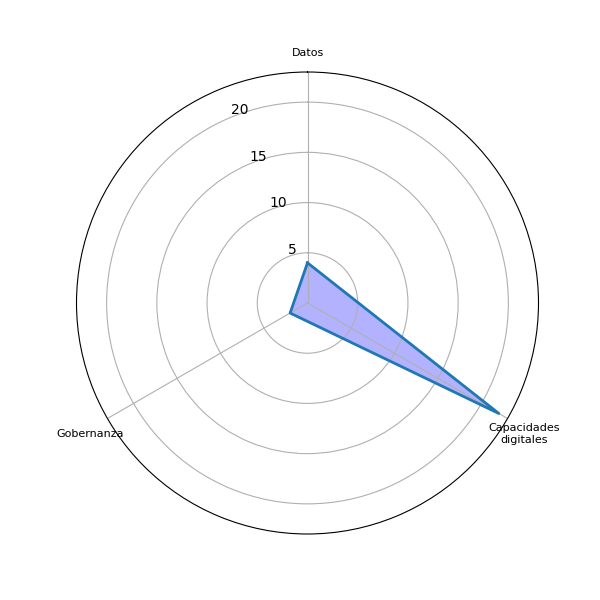 Datos
20
15
10
5
Gobernanza
Capacidades
digitales